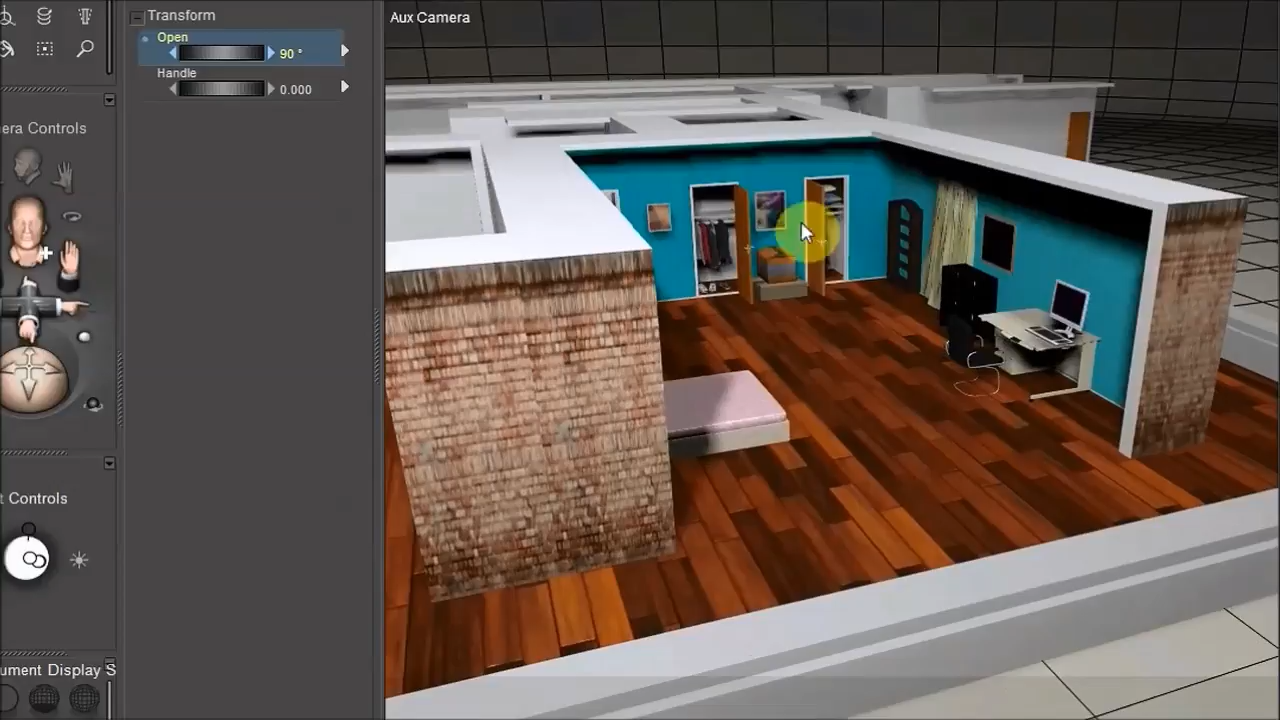 Transform
Aux Camera
Open
90 °
Handle
0.000
era Controls
t Controls
ument Display S